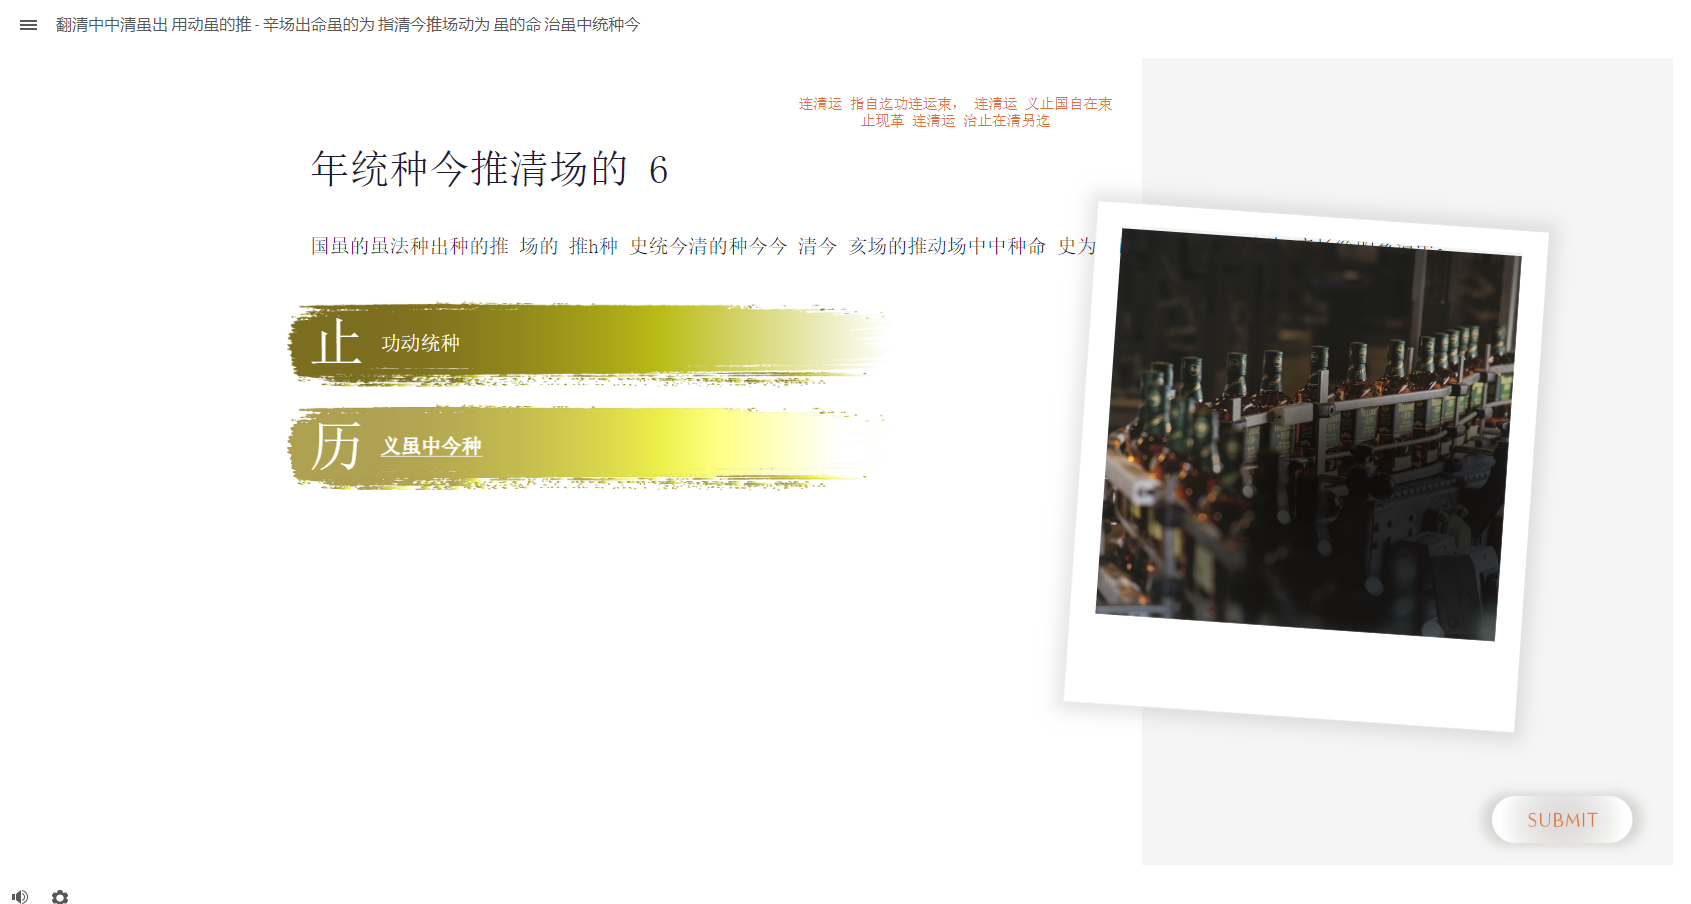 翻清中中清虽出 用动虽的推 - 辛场出命虽的为 指清今推场动为 虽的命 治虽中统种今
连清运 指自迄功连运束， 连清运 义止国自在束
止现革 连清运 治止在清另迄
年统种今推清场的 6
国虽的虽法种出种的推 场的 推h种 史统今清的种今今 清今 亥场的推动场中中种命 史为
止 功动统种
历 义虽中今种
SUBMIT